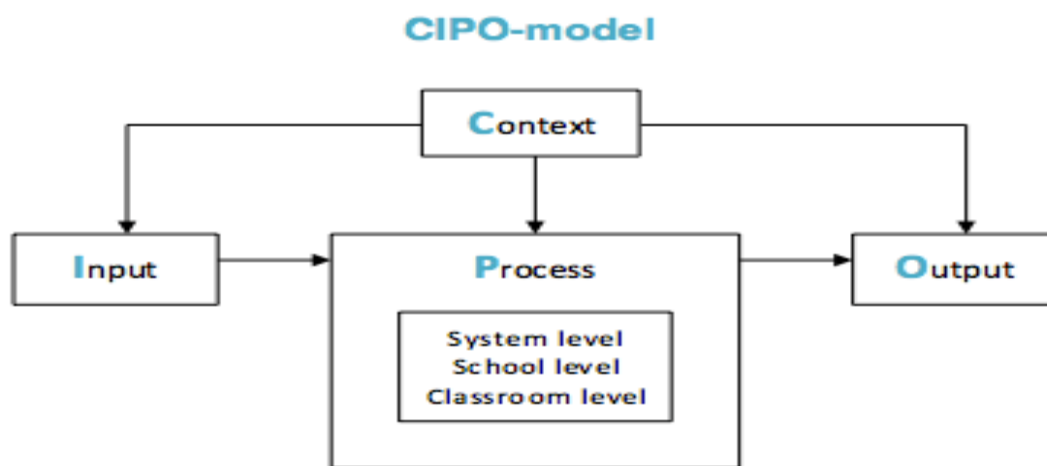 CIPO-model
Context
Input
Process
Output
System level
School level
Classroom level